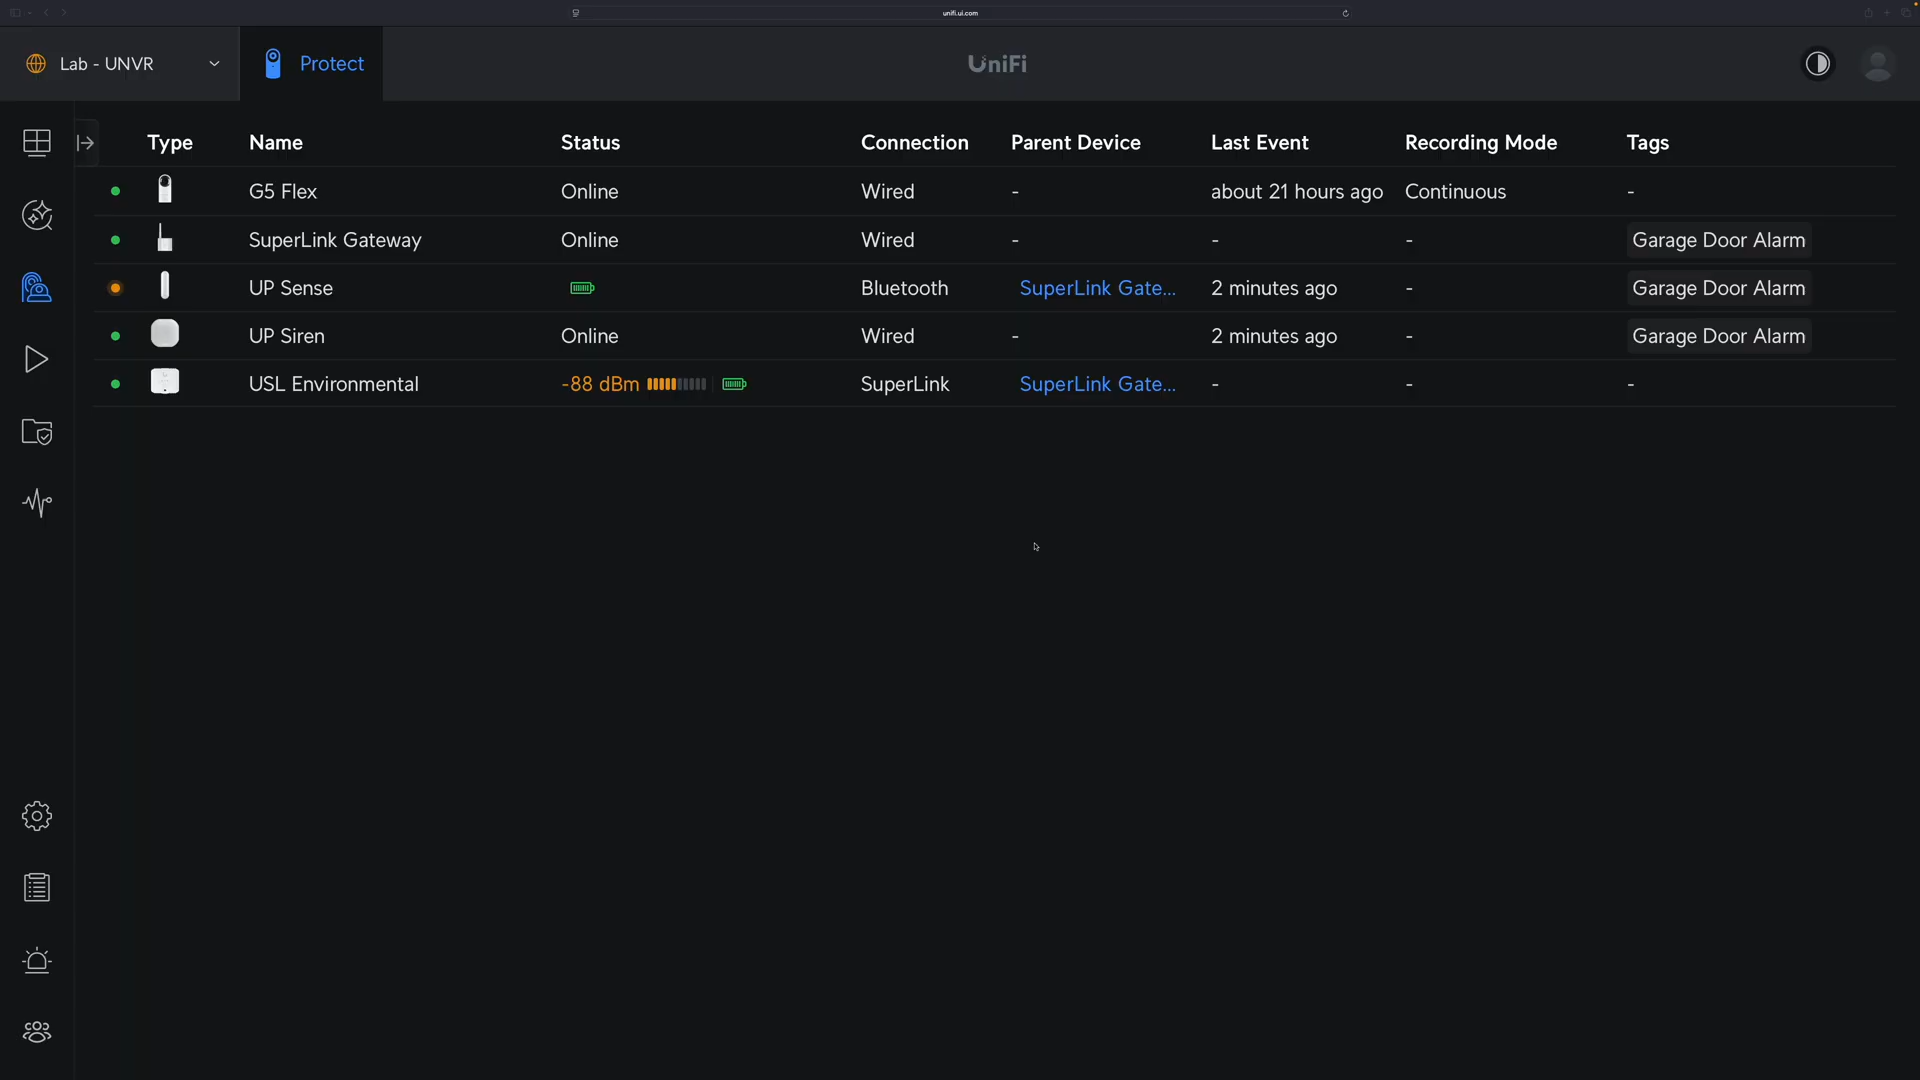 unifi.ui.com
Lab - UNVR
Protect
UniFi
Type Name Status Connection Parent Device Last Event Recording Mode Tags
G5 Flex Online Wired - about 21 hours ago Continuous -
SuperLink Gateway Online Wired - - - Garage Door Alarm
UP Sense Bluetooth SuperLink Gate... 2 minutes ago - Garage Door Alarm
UP Siren Online Wired - 2 minutes ago - Garage Door Alarm
USL Environmental -88 dBm SuperLink SuperLink Gate... - - -